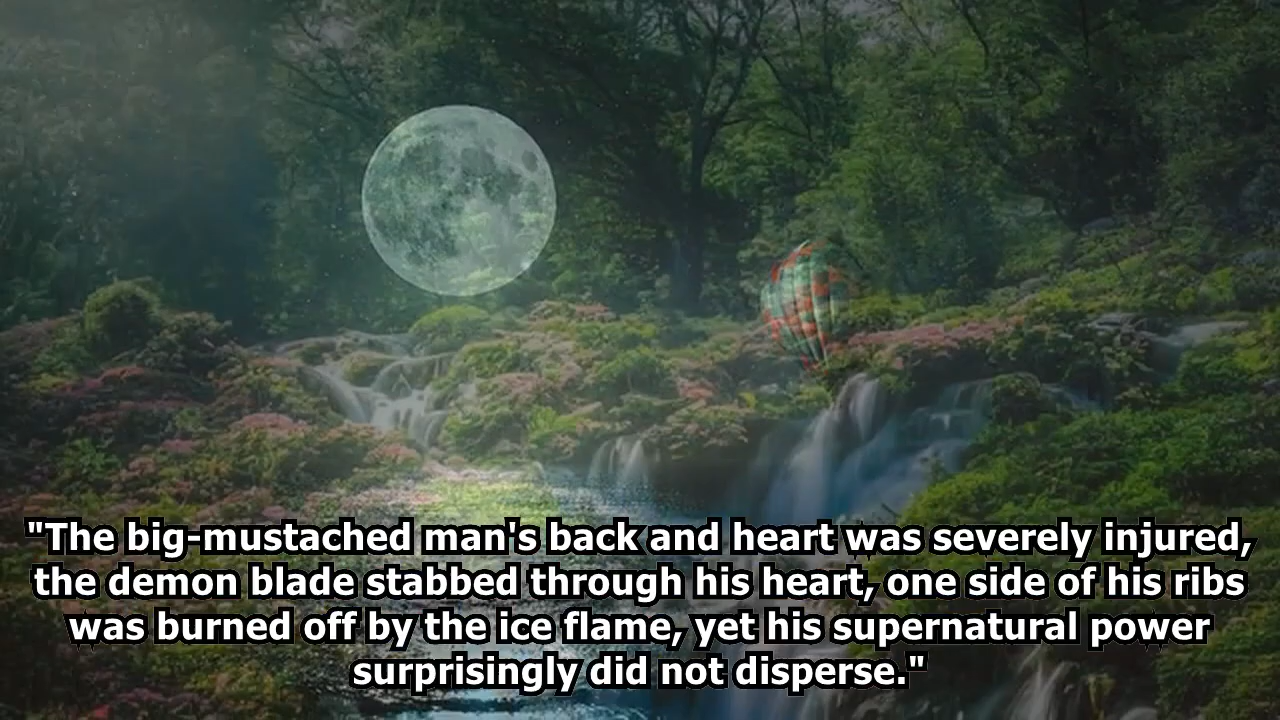 "The big-mustached man's back and heart was severely injured,
the demon blade stabbed through his heart, one side of his ribs
was burned off by the ice flame, yet his supernatural power
surprisingly did not disperse."